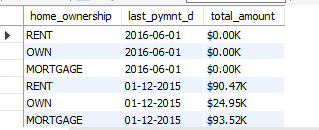 home_ownership last_pymnt_d total_amount
RENT 2016-06-01 $0.00K
OWN 2016-06-01 $0.00K
MORTGAGE 2016-06-01 $0.00K
RENT 01-12-2015 $90.47K
OWN 01-12-2015 $24.95K
MORTGAGE 01-12-2015 $93.52K